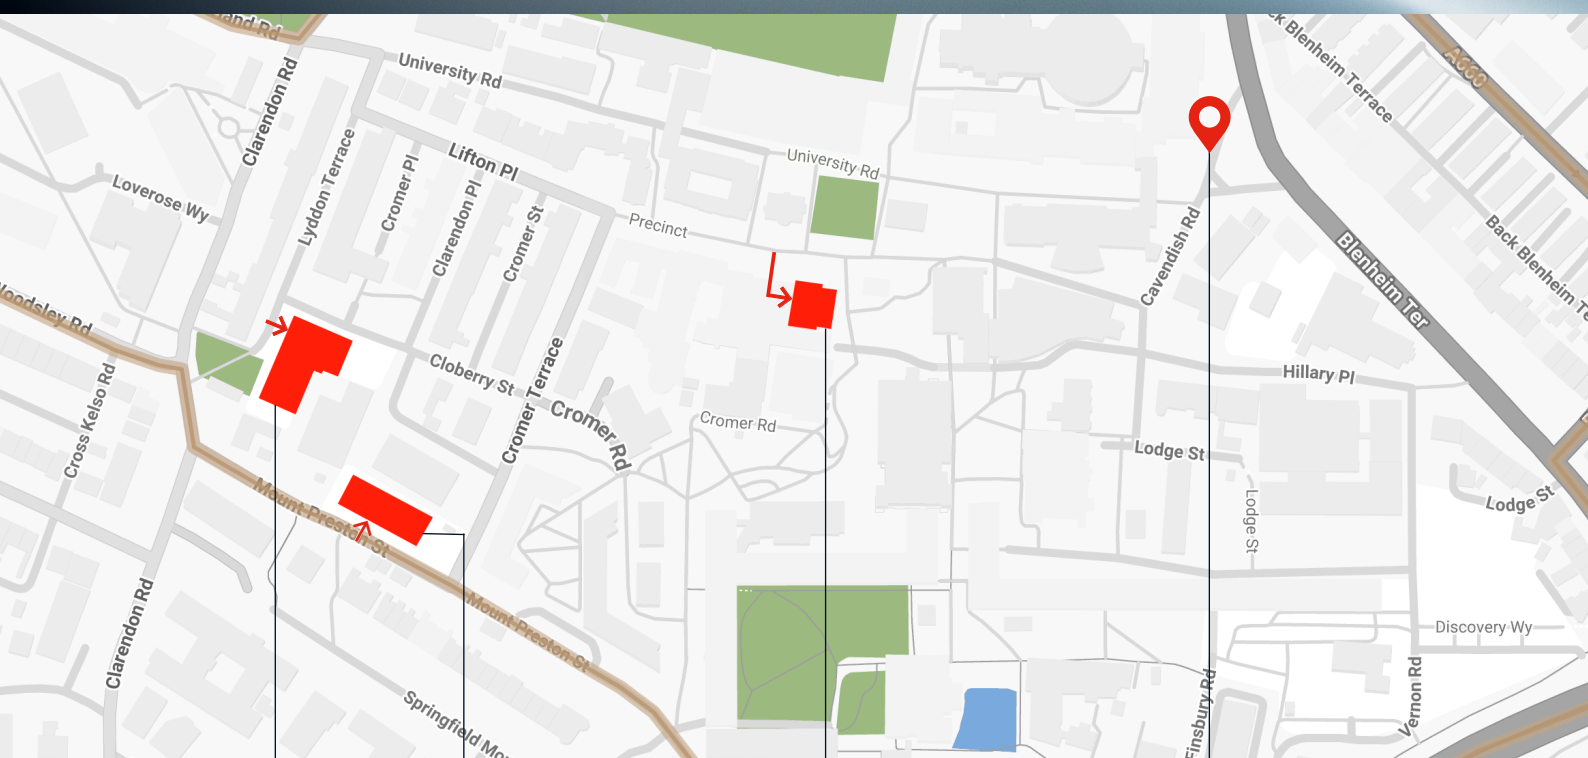 Clarendon Rd
University Rd
ck Blenheim Terrace
A660
Lifton Pl
University Rd
Loverose Wy
Lyddon Terrace
Cromer Pl
Clarendon Pl
Cromer St
Precinct
Cavendish Rd
Blenheim Ter
Back Blenheim Te
Woodsley Rd
Cross Kelso Rd
Cloberry St
Cromer Terrace
Cromer Rd
Cromer Rd
Hillary Pl
Lodge St
Lodge St
Lodge St
Mount Preston St
Mount Preston St
Clarendon Rd
Springfield Mo
Discovery Wy
Vernon Rd
Finsbury Rd